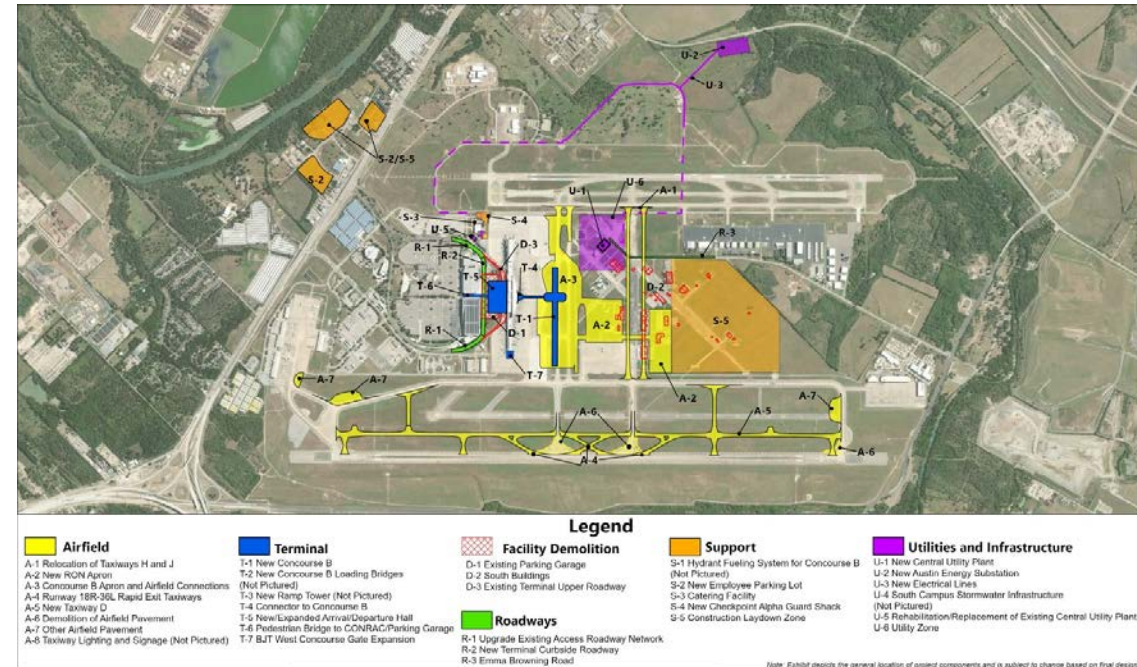 U-2
U-3
S-2/S-5
S-2
U-1
U-6
A-1
S-3
S-4
U-5
R-1
D-3
R-3
R-2
T-4
T-5
A-3
D-2
T-6
T-1
A-2
S-5
R-1
D-1
T-7
A-7
A-7
A-2
A-7
A-6
A-5
A-4
A-6
Legend
Airfield
A-1 Relocation of Taxiways H and J
A-2 New RON Apron
A-3 Concourse B Apron and Airfield Connections
A-4 Runway 18R-36L Rapid Exit Taxiways
A-5 New Taxiway D
A-6 Demolition of Airfield Pavement
A-7 Other Airfield Pavement
A-8 Taxiway Lighting and Signage (Not Pictured)
Terminal
T-1 New Concourse B
T-2 New Concourse B Loading Bridges
(Not Pictured)
T-3 New Ramp Tower (Not Pictured)
T-4 Connector to Concourse B
T-5 New/Expanded Arrival/Departure Hall
T-6 Pedestrian Bridge to CONRAC/Parking Garage
T-7 BJT West Concourse Gate Expansion
Facility Demolition
D-1 Existing Parking Garage
D-2 South Buildings
D-3 Existing Terminal Upper Roadway
Roadways
R-1 Upgrade Existing Access Roadway Network
R-2 New Terminal Curbside Roadway
R-3 Emma Browning Road
Support
S-1 Hydrant Fueling System for Concourse B
(Not Pictured)
S-2 New Employee Parking Lot
S-3 Catering Facility
S-4 New Checkpoint Alpha Guard Shack
S-5 Construction Laydown Zone
Utilities and Infrastructure
U-1 New Central Utility Plant
U-2 New Austin Energy Substation
U-3 New Electrical Lines
U-4 South Campus Stormwater Infrastructure
(Not Pictured)
U-5 Rehabilitation/Replacement of Existing Central Utility Plant
U-6 Utility Zone
Note: Exhibit depicts the general location of project components and is subject to change based on final design